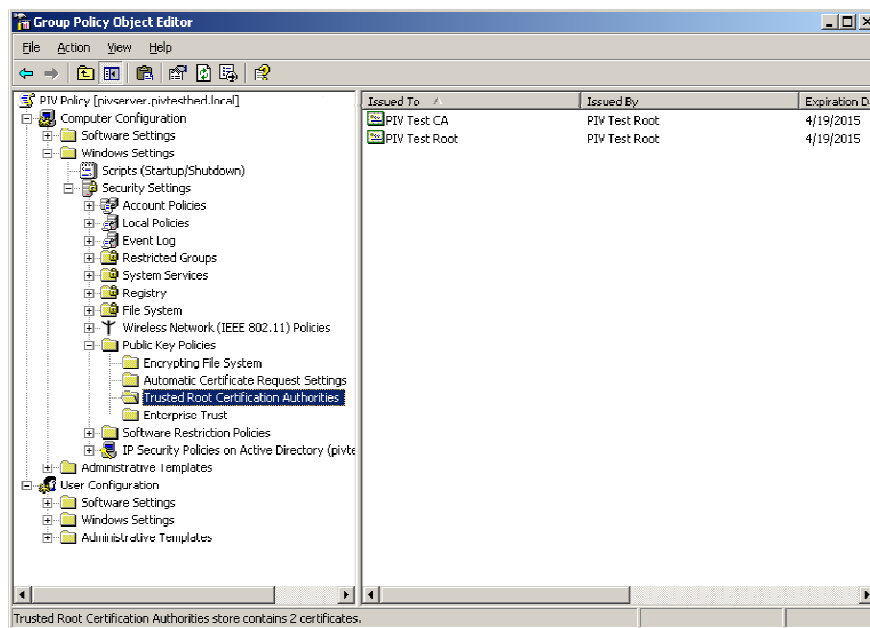 Group Policy Object Editor
File Action View Help
PIV Policy [pivserver.pivtestbed.local]
Computer Configuration
Software Settings
Windows Settings
Scripts (Startup/Shutdown)
Security Settings
Account Policies
Local Policies
Event Log
Restricted Groups
System Services
Registry
File System
Wireless Network (IEEE 802.11) Policies
Public Key Policies
Encrypting File System
Automatic Certificate Request Settings
Trusted Root Certification Authorities
Enterprise Trust
Software Restriction Policies
IP Security Policies on Active Directory (pivte
Administrative Templates
User Configuration
Software Settings
Windows Settings
Administrative Templates
Issued To Issued By Expiration D
PIV Test CA PIV Test Root 4/19/2015
PIV Test Root PIV Test Root 4/19/2015
Trusted Root Certification Authorities store contains 2 certificates.